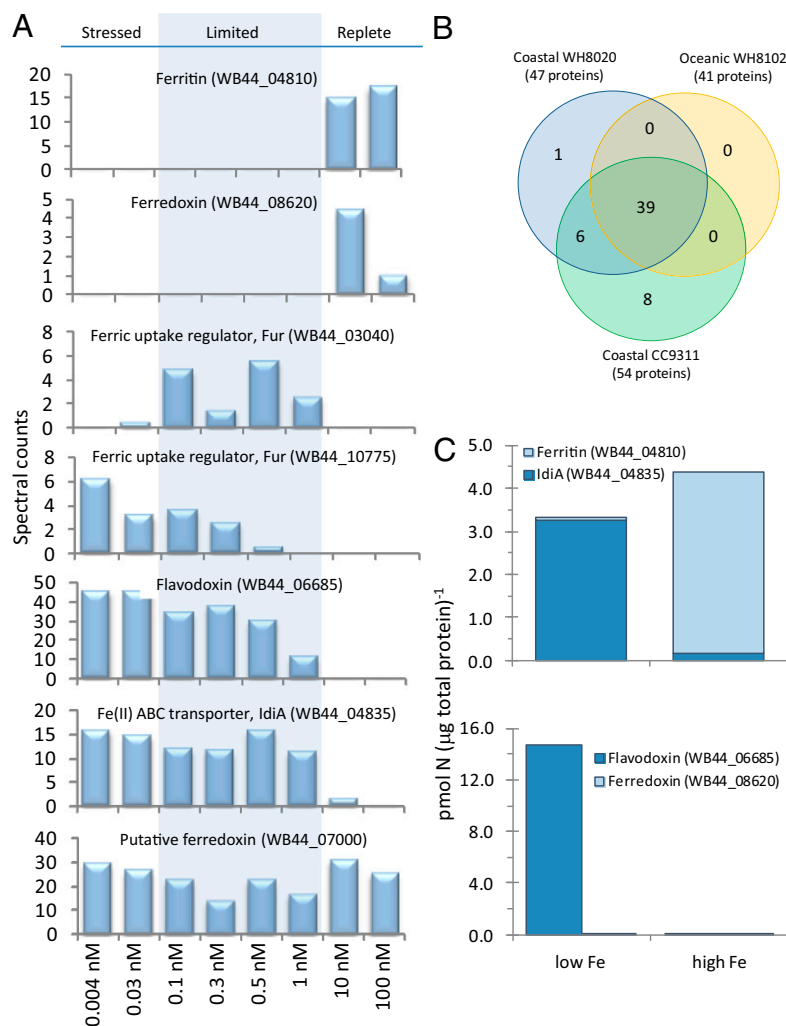 A
Stressed Limited Replete
Spectral counts
20
15
10
5
0
Ferritin (WB44_04810)
5
4
3
2
1
0
Ferredoxin (WB44_08620)
8
6
4
2
0
Ferric uptake regulator, Fur (WB44_03040)
8
6
4
2
0
Ferric uptake regulator, Fur (WB44_10775)
50
40
30
20
10
0
Flavodoxin (WB44_06685)
20
15
10
5
0
Fe(II) ABC transporter, IdiA (WB44_04835)
40
30
20
10
0
Putative ferredoxin (WB44_07000)
0.004 nM
0.03 nM
0.1 nM
0.3 nM
0.5 nM
1 nM
10 nM
100 nM
B
Coastal WH8020
(47 proteins)
Oceanic WH8102
(41 proteins)
0
1
0
39
6
0
8
Coastal CC9311
(54 proteins)
C
pmol N (µg total protein)-1
5.0
4.0
3.0
2.0
1.0
0.0
Ferritin (WB44_04810)
IdiA (WB44_04835)
16.0
12.0
8.0
4.0
0.0
Flavodoxin (WB44_06685)
Ferredoxin (WB44_08620)
low Fe
high Fe